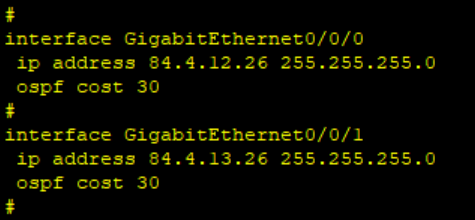 #
interface GigabitEthernet0/0/0
 ip address 84.4.12.26 255.255.255.0
 ospf cost 30
#
interface GigabitEthernet0/0/1
 ip address 84.4.13.26 255.255.255.0
 ospf cost 30
#